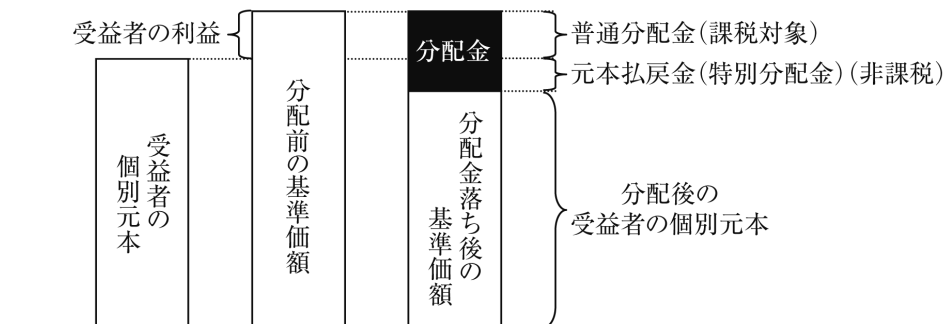 受益者の利益
受益者の
個別元本
分配前の基準価額
分配金
分配金落ち後の
基準価額
普通分配金(課税対象)
元本払戻金(特別分配金)(非課税)
分配後の
受益者の個別元本